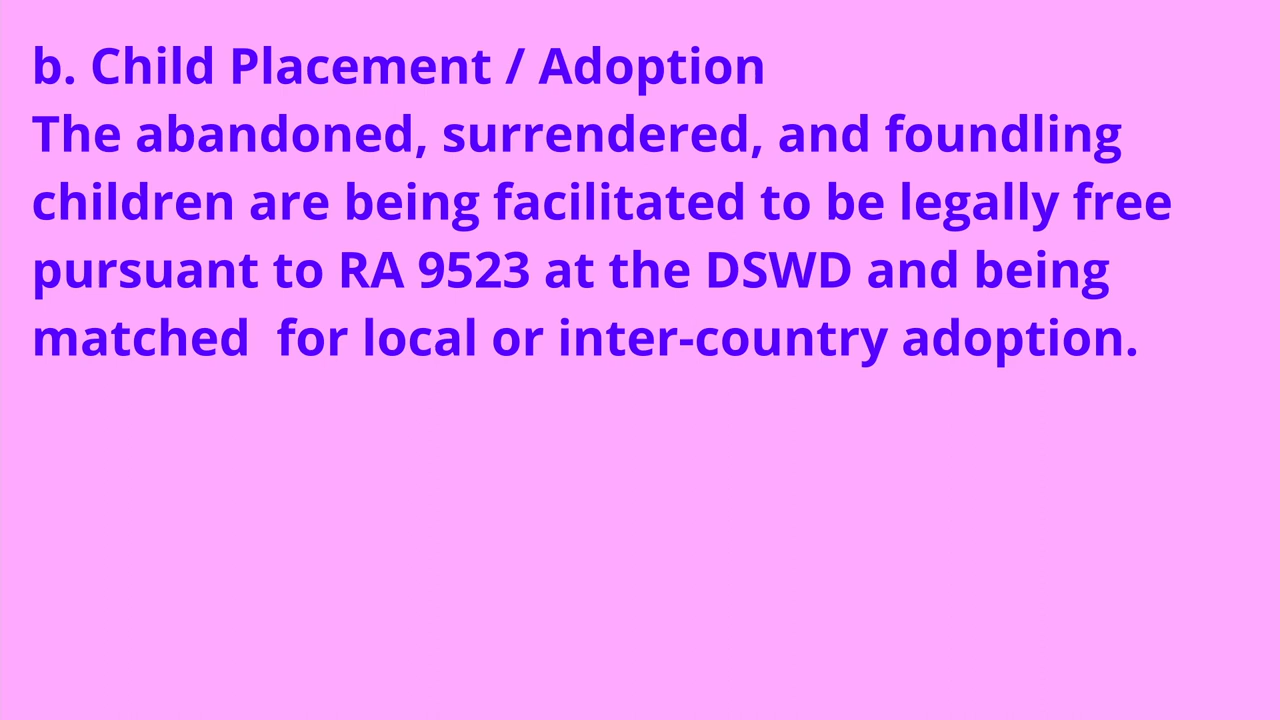 b. Child Placement / Adoption
The abandoned, surrendered, and foundling
children are being facilitated to be legally free
pursuant to RA 9523 at the DSWD and being
matched  for local or inter-country adoption.